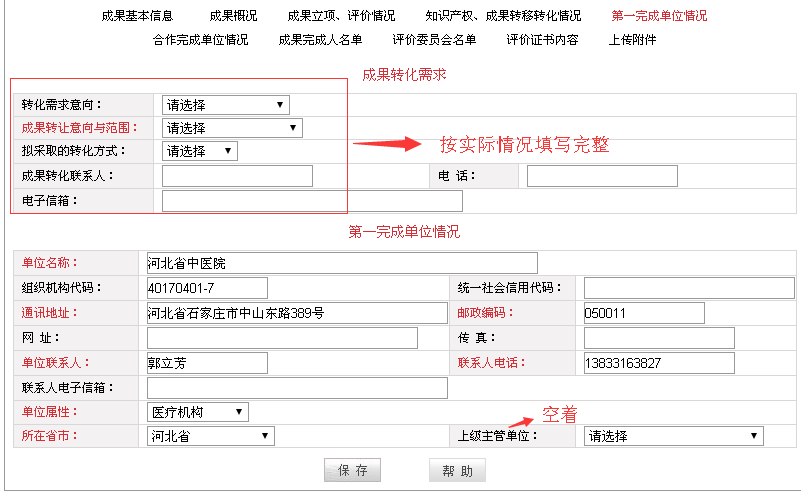 成果基本信息 成果概况 成果立项、评价情况 知识产权、成果转移转化情况 第一完成单位情况
合作完成单位情况 成果完成人名单 评价委员会名单 评价证书内容 上传附件
成果转化需求
转化需求意向： 请选择
成果转让意向与范围： 请选择
拟采取的转化方式： 请选择 按实际情况填写完整
成果转化联系人： 电 话：
电子信箱：
第一完成单位情况
单位名称： 河北省中医院
组织机构代码： 40170401-7 统一社会信用代码：
通讯地址： 河北省石家庄市中山东路389号 邮政编码： 050011
网 址： 传 真：
单位联系人： 郭立芳 联系人电话： 13833163827
联系人电子信箱：
单位属性： 医疗机构 空着
所在省市： 河北省 上级主管单位： 请选择
保 存 帮 助